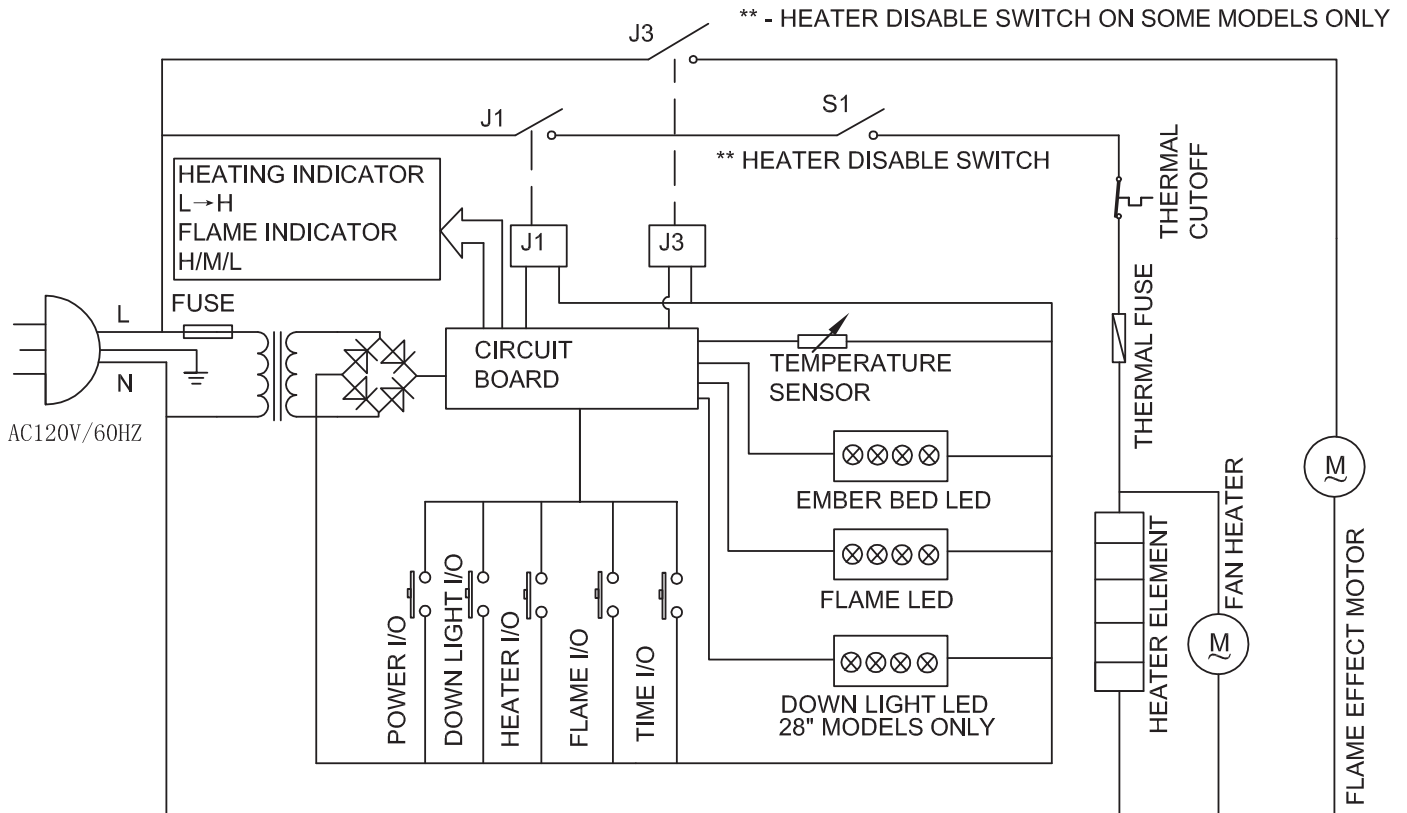 ** - HEATER DISABLE SWITCH ON SOME MODELS ONLY
J3
J1
S1
** HEATER DISABLE SWITCH
THERMAL
CUTOFF
HEATING INDICATOR
L→H
FLAME INDICATOR
H/M/L
J1
J3
L
FUSE
N
AC120V/60HZ
CIRCUIT
BOARD
TEMPERATURE
SENSOR
THERMAL FUSE
EMBER BED LED
FLAME LED
DOWN LIGHT LED
28" MODELS ONLY
POWER I/O
DOWN LIGHT I/O
HEATER I/O
FLAME I/O
TIME I/O
HEATER ELEMENT
M
~
FAN HEATER
M
~
FLAME EFFECT MOTOR